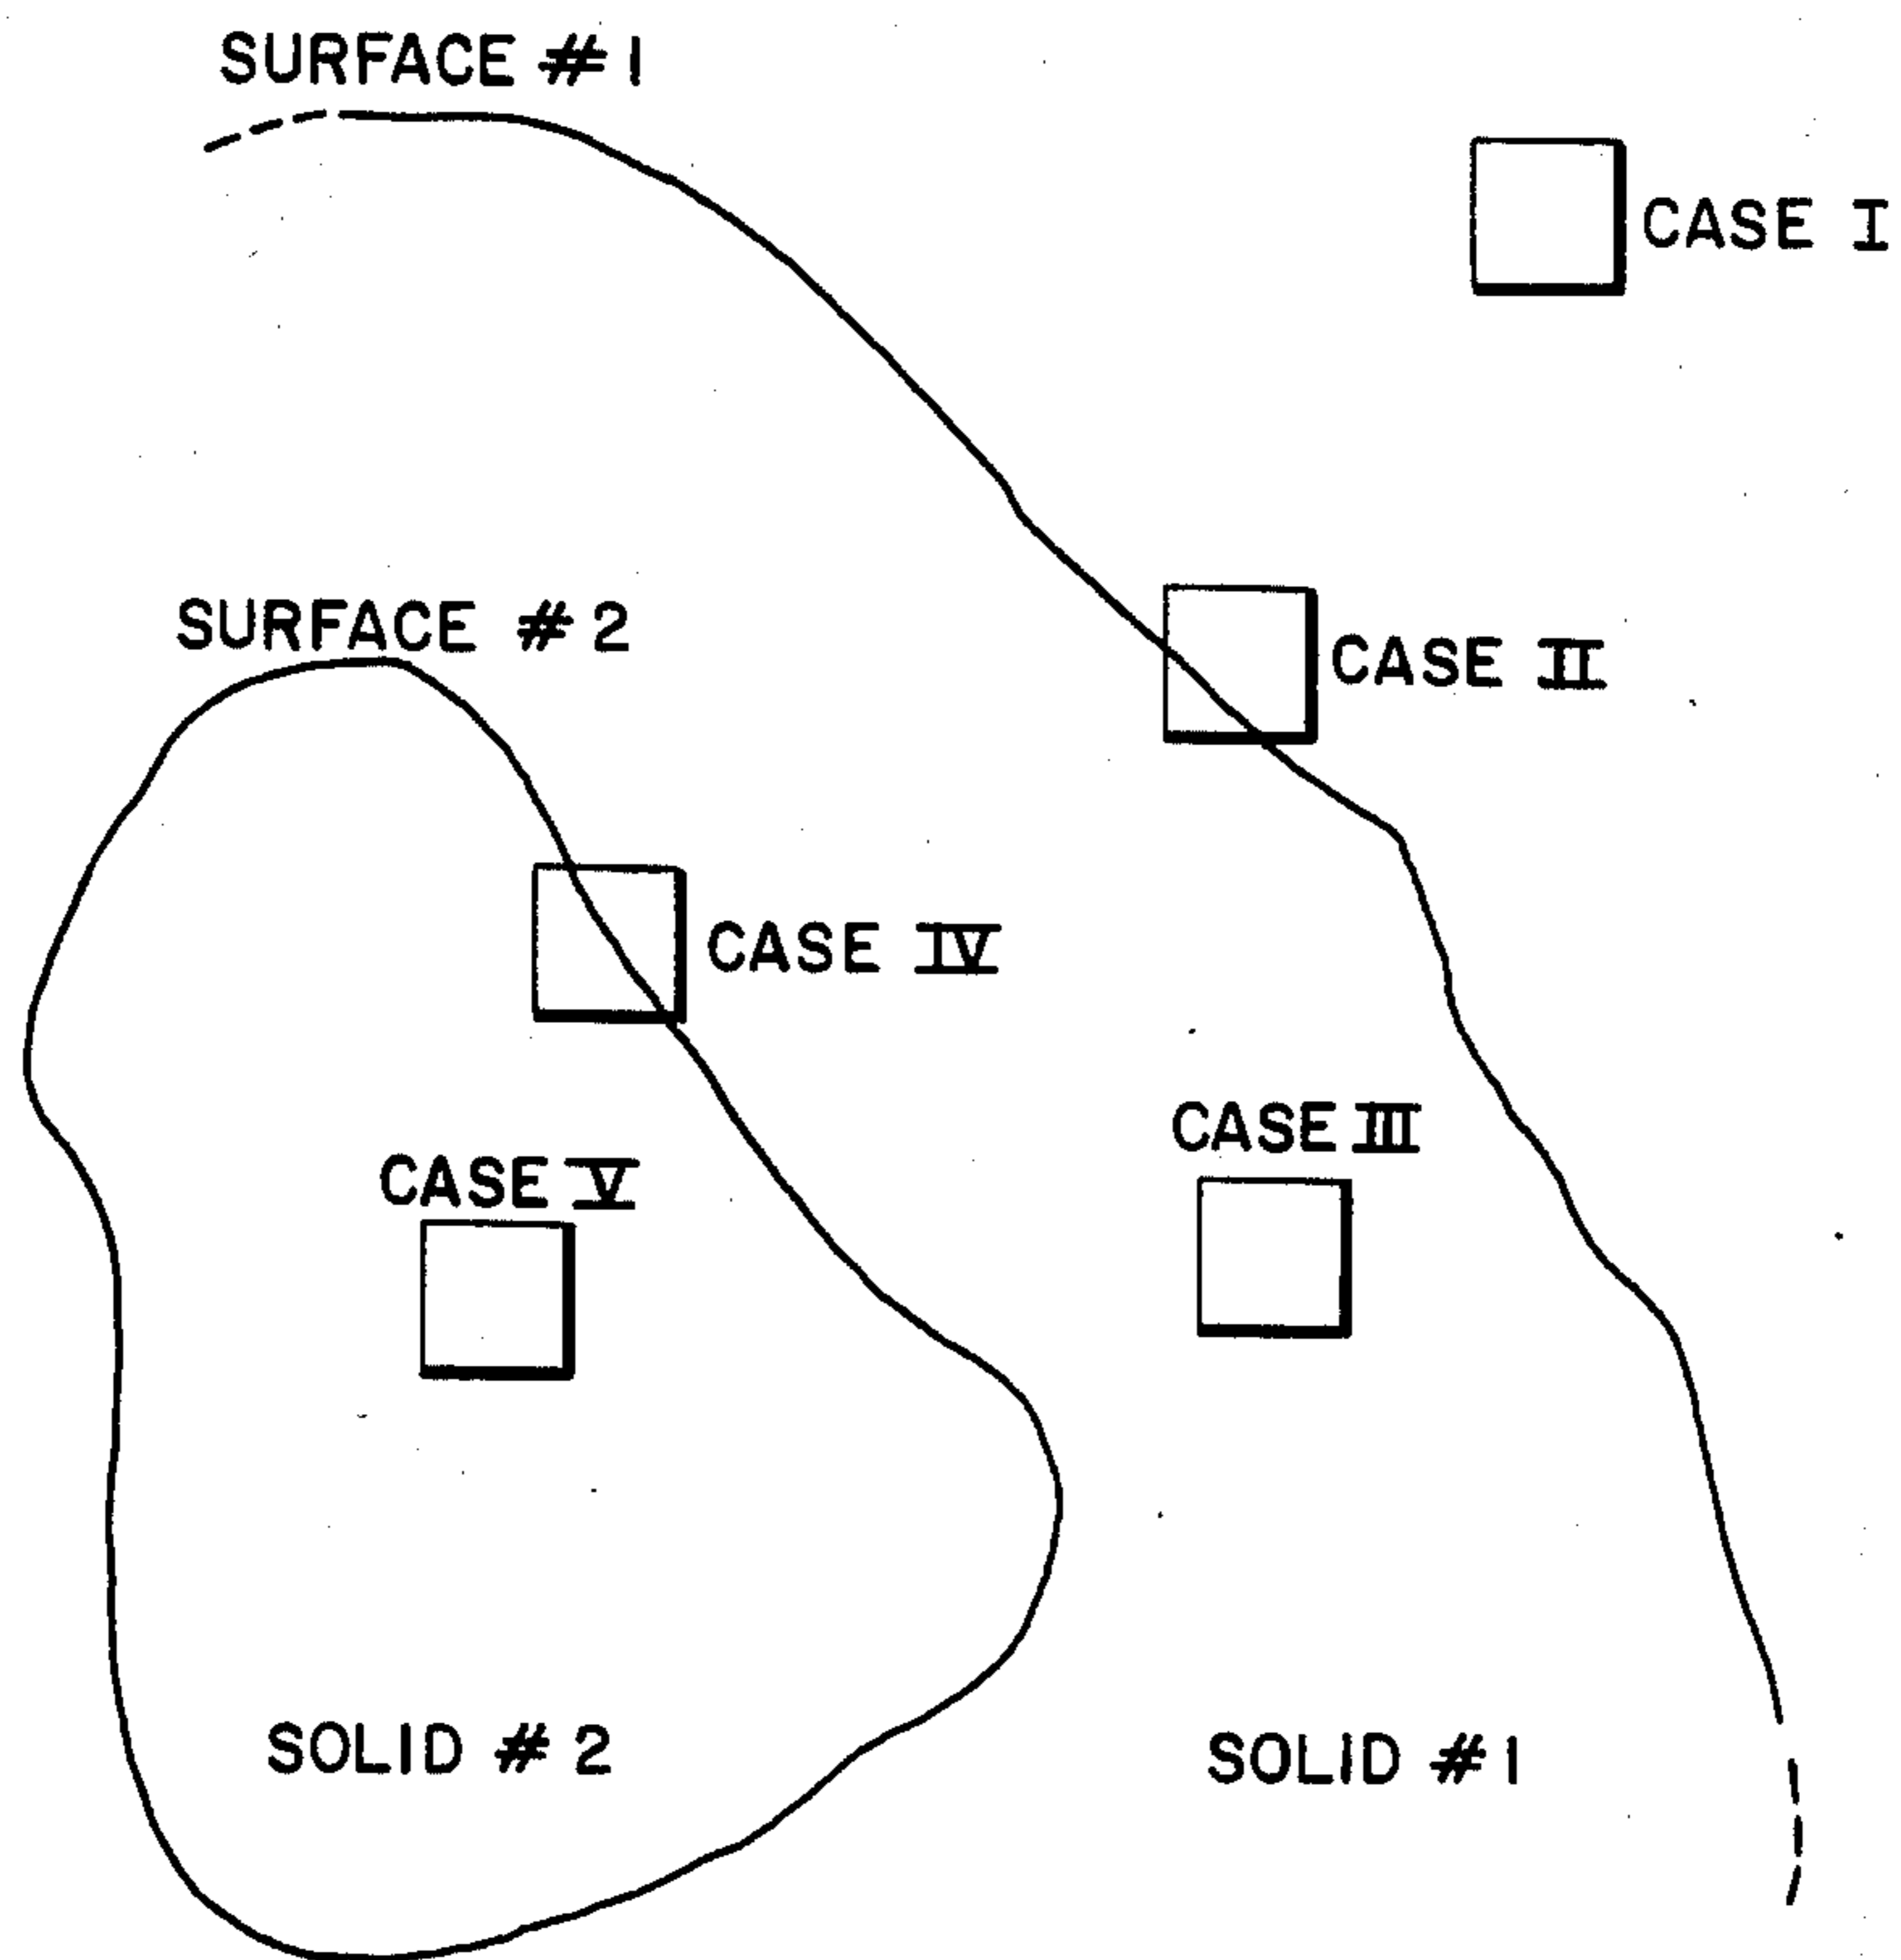 SURFACE #1
CASE I
SURFACE #2
CASE II
CASE IV
CASE III
CASE V
SOLID #2
SOLID #1